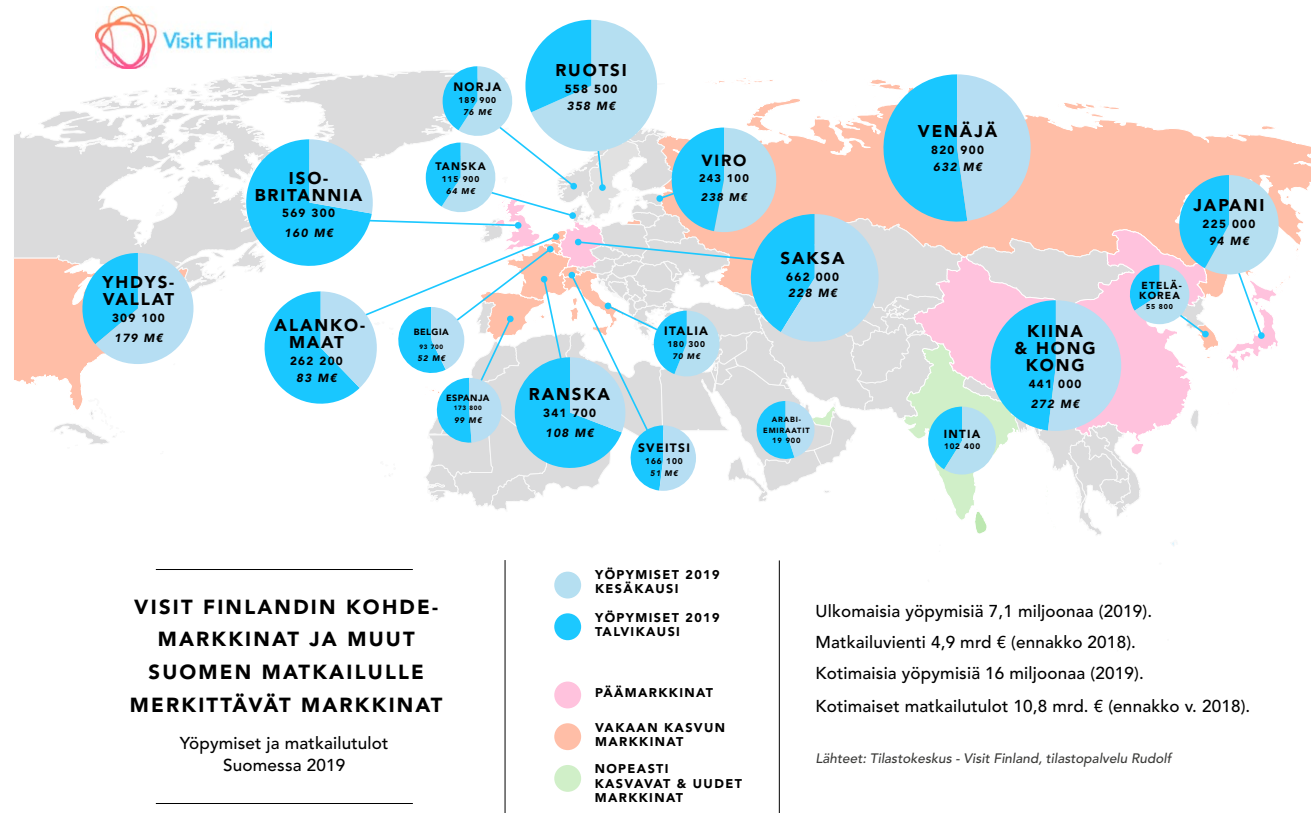 Visit Finland
NORJA
189 900
76 M€
RUOTSI
558 500
358 M€
VENÄJÄ
820 900
632 M€
TANSKA
115 900
64 M€
VIRO
243 100
238 M€
ISO-
BRITANNIA
569 300
160 M€
JAPANI
225 000
94 M€
SAKSA
662 000
228 M€
YHDYS-
VALLAT
309 100
179 M€
ETELÄ-
KOREA
55 800
ALANKO-
MAAT
262 200
83 M€
BELGIA
93 700
52 M€
ITALIA
180 300
70 M€
KIINA
& HONG
KONG
441 000
272 M€
ESPANJA
173 800
99 M€
RANSKA
341 700
108 M€
SVEITSI
166 100
51 M€
ARABI-
EMIRAATIT
19 900
INTIA
102 400
VISIT FINLANDIN KOHDE-
MARKKINAT JA MUUT
SUOMEN MATKAILULLE
MERKITTÄVÄT MARKKINAT
Yöpymiset ja matkailutulot
Suomessa 2019
YÖPYMISET 2019
KESÄKAUSI
YÖPYMISET 2019
TALVIKAUSI
PÄÄMARKKINAT
VAKAAN KASVUN
MARKKINAT
NOPEASTI
KASVAVAT & UUDET
MARKKINAT
Ulkomaisia yöpymisiä 7,1 miljoonaa (2019).
Matkailuvienti 4,9 mrd € (ennakko 2018).
Kotimaisia yöpymisiä 16 miljoonaa (2019).
Kotimaiset matkailutulot 10,8 mrd. € (ennakko v. 2018).
Lähteet: Tilastokeskus - Visit Finland, tilastopalvelu Rudolf